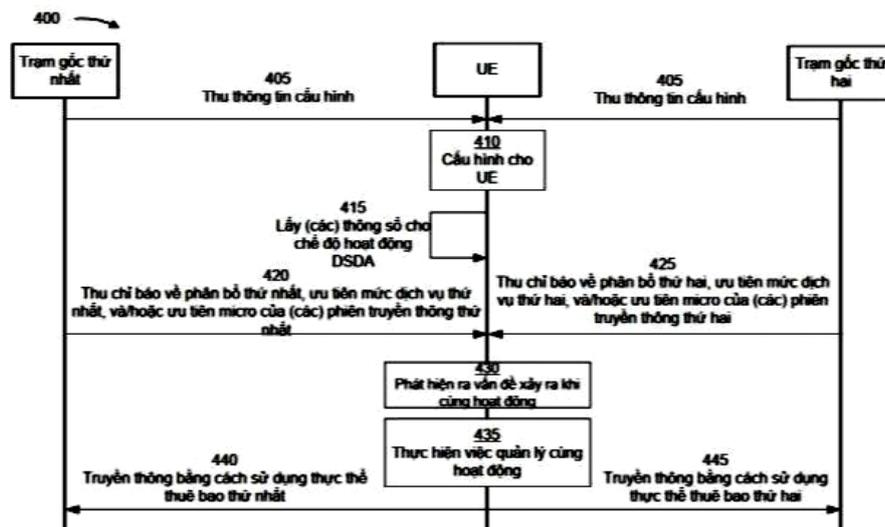 400
Trạm gốc thứ
nhất
UE
Trạm gốc thứ
hai
405
Thu thông tin cấu hình
405
Thu thông tin cấu hình
410
Cấu hình cho
UE
415
Lấy (các) thông số cho
chế độ hoạt động
DSDA
420
Thu chỉ báo về phân bổ thứ nhất, ưu tiên mức dịch vụ thứ
nhất, và/hoặc ưu tiên micro của (các) phiên truyền thông thứ
nhất
425
Thu chỉ báo về phân bổ thứ hai, ưu tiên mức dịch
vụ thứ hai, và/hoặc ưu tiên micro của (các) phiên
truyền thông thứ hai
430
Phát hiện ra vấn đề xảy ra khi
cùng hoạt động
435
Thực hiện việc quản lý cùng
hoạt động
440
Truyền thông bằng cách sử dụng thực thể
thuê bao thứ nhất
445
Truyền thông bằng cách sử dụng
thực thể thuê bao thứ hai